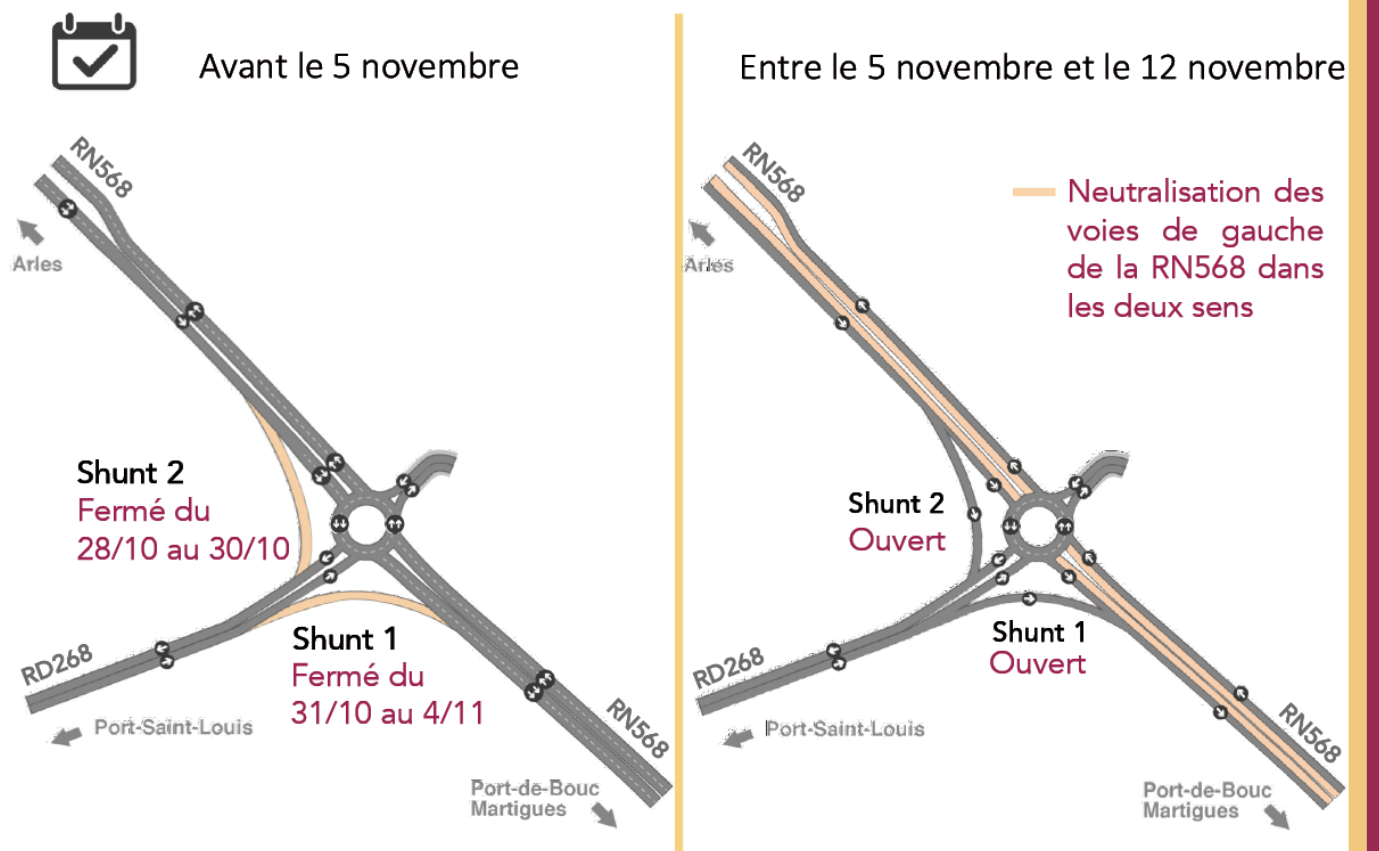 Avant le 5 novembre
RN568
Arles
Shunt 2
Fermé du
28/10 au 30/10
Shunt 1
Fermé du
31/10 au 4/11
RD268
Port-Saint-Louis
RN568
Port-de-Bouc
Martigues
Entre le 5 novembre et le 12 novembre
RN568
Neutralisation des
voies de gauche
de la RN568 dans
les deux sens
Arles
Shunt 2
Ouvert
Shunt 1
Ouvert
RD268
Port-Saint-Louis
RN568
Port-de-Bouc
Martigues